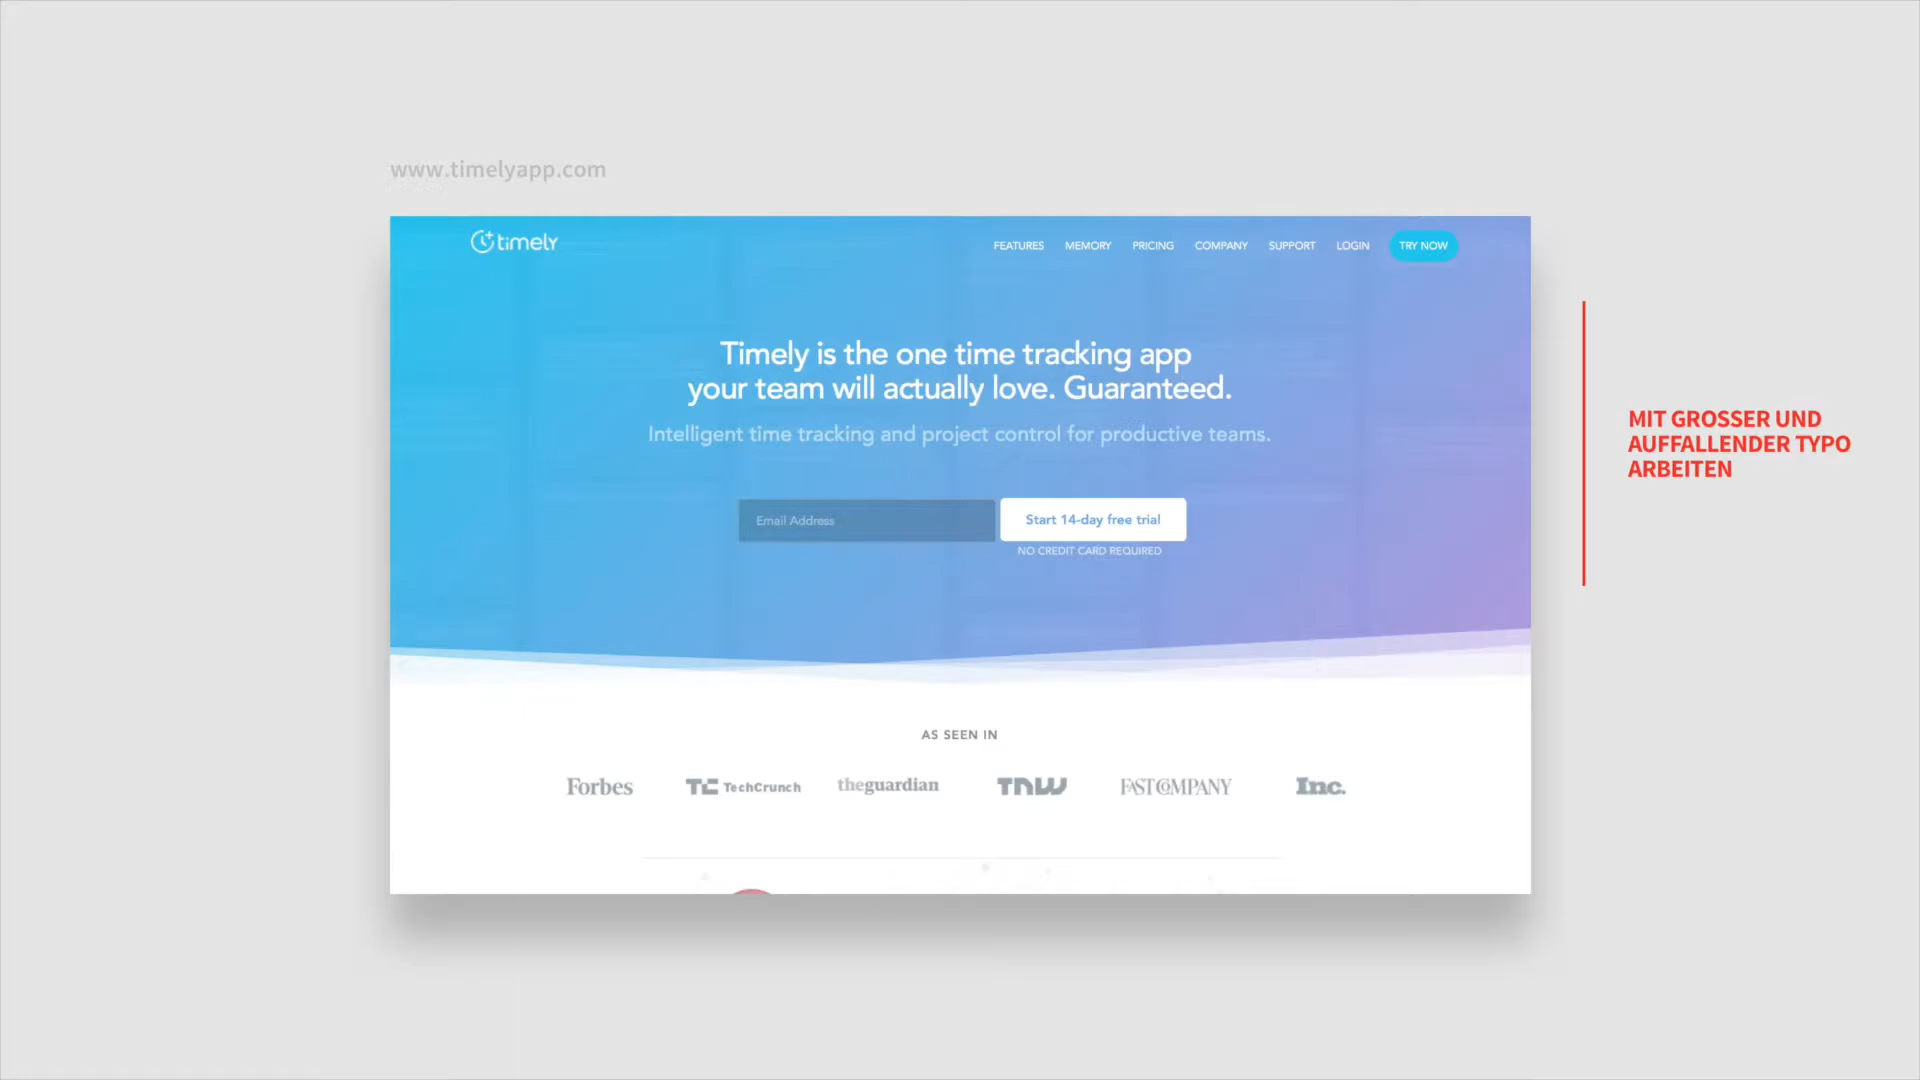 www.timelyapp.com
timely
FEATURES MEMORY PRICING COMPANY SUPPORT LOGIN TRY NOW
Timely is the one time tracking app
your team will actually love. Guaranteed.
Intelligent time tracking and project control for productive teams.
Email Address
Start 14-day free trial
NO CREDIT CARD REQUIRED
MIT GROSSER UND
AUFFALLENDER TYPO
ARBEITEN
AS SEEN IN
Forbes TC TechCrunch theguardian TNW FAST COMPANY Inc.